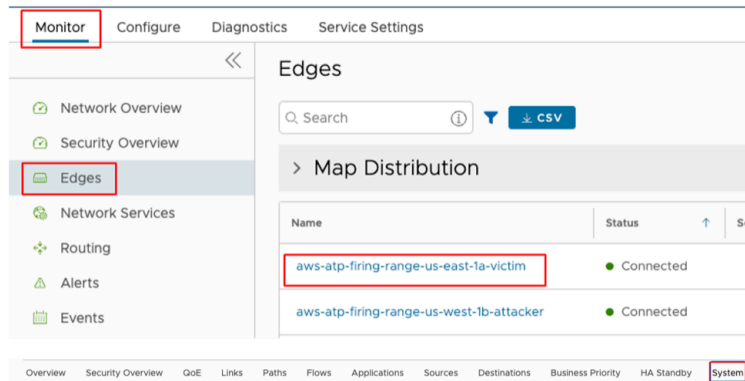 Monitor Configure Diagnostics Service Settings
Edges
Search CSV
Network Overview
Security Overview
Map Distribution
Edges
Network Services
Name Status
Routing
aws-atp-firing-range-us-east-1a-victim Connected
Alerts
aws-atp-firing-range-us-west-1b-attacker Connected
Events
Overview Security Overview QoE Links Paths Flows Applications Sources Destinations Business Priority HA Standby System